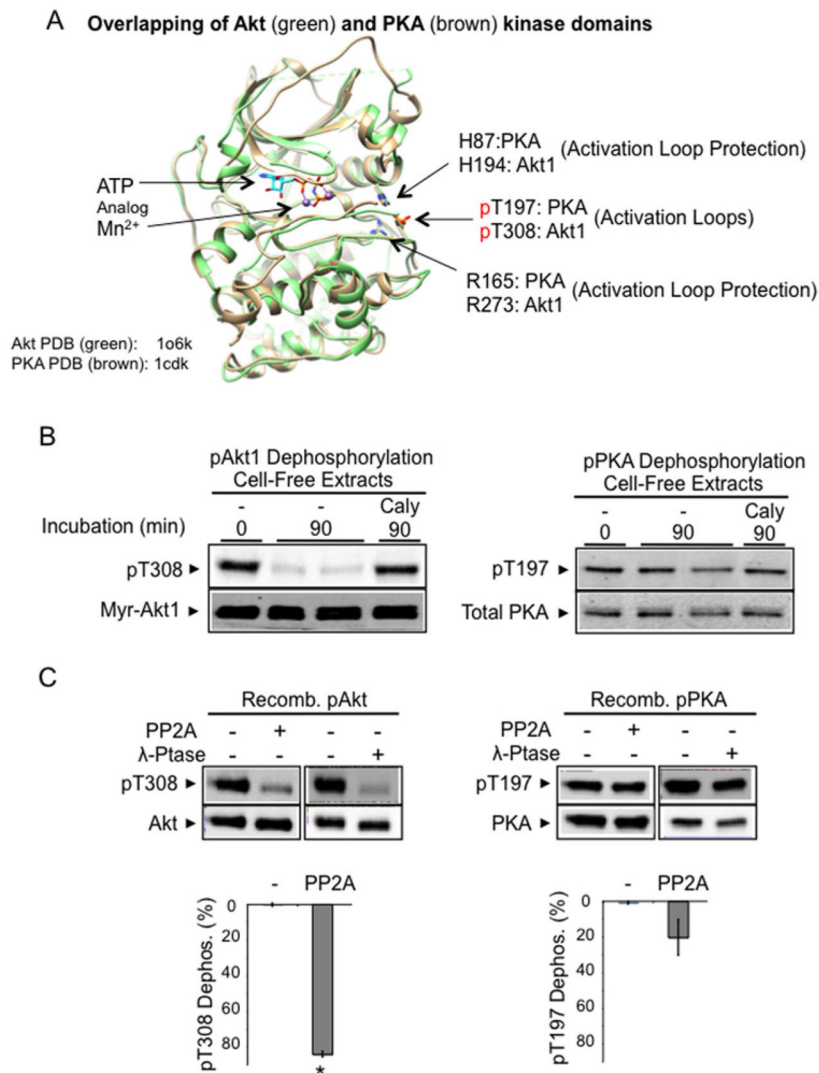 A Overlapping of Akt (green) and PKA (brown) kinase domains
H87:PKA
H194: Akt1
(Activation Loop Protection)
ATP
Analog
Mn2+
pT197: PKA
pT308: Akt1
(Activation Loops)
R165: PKA
R273: Akt1
(Activation Loop Protection)
Akt PDB (green): 1o6k
PKA PDB (brown): 1cdk
B
pAkt1 Dephosphorylation
Cell-Free Extracts
- - Caly
Incubation (min) 0 90 90
pT308 ►
Myr-Akt1 ►
pPKA Dephosphorylation
Cell-Free Extracts
- - Caly
0 90 90
pT197 ►
Total PKA ►
C
Recomb. pAkt
PP2A - + - -
λ-Ptase - - - +
pT308 ►
Akt ►
Recomb. pPKA
PP2A - + - -
λ-Ptase - - - +
pT197 ►
PKA ►
- PP2A
pT308 Dephos. (%)
0
20
40
60
80
*
- PP2A
pT197 Dephos. (%)
0
20
40
60
80